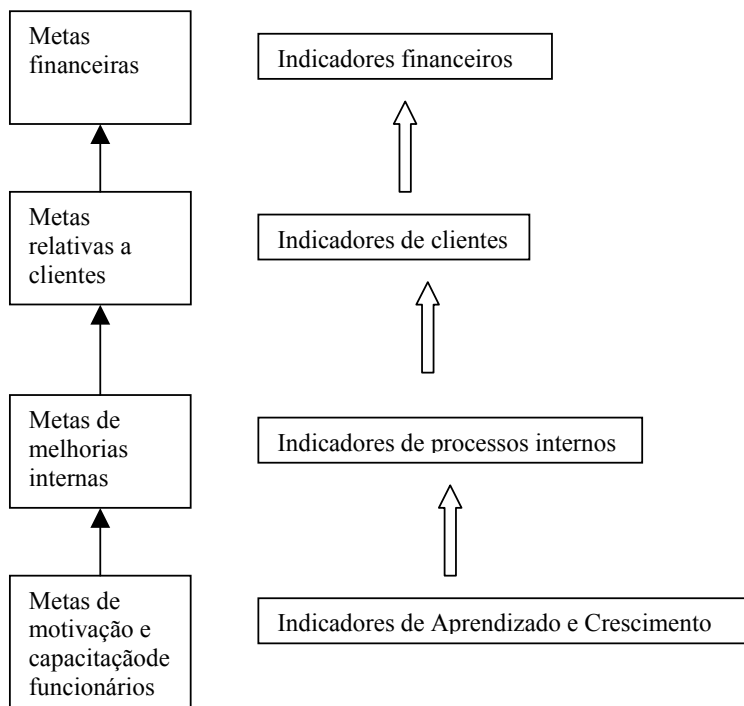 Metas
financeiras
Indicadores financeiros
Metas
relativas a
clientes
Indicadores de clientes
Metas de
melhorias
internas
Indicadores de processos internos
Metas de
motivação e
capacitaçãode
funcionários
Indicadores de Aprendizado e Crescimento